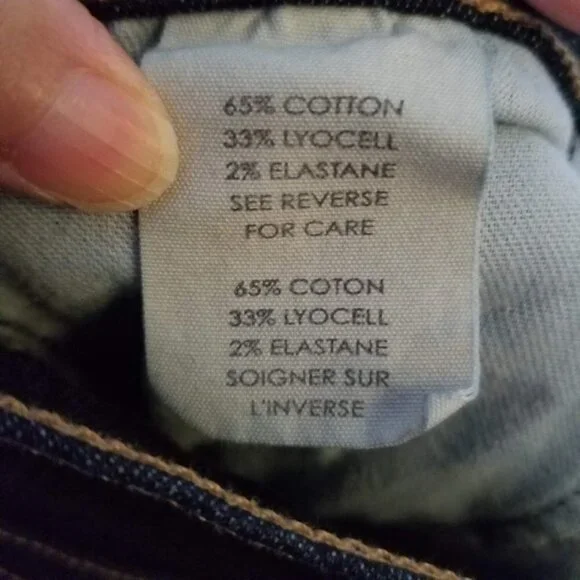 65% COTTON
33% LYOCELL
2% ELASTANE
SEE REVERSE
FOR CARE
65% COTON
33% LYOCELL
2% ELASTANE
SOIGNER SUR
L'INVERSE